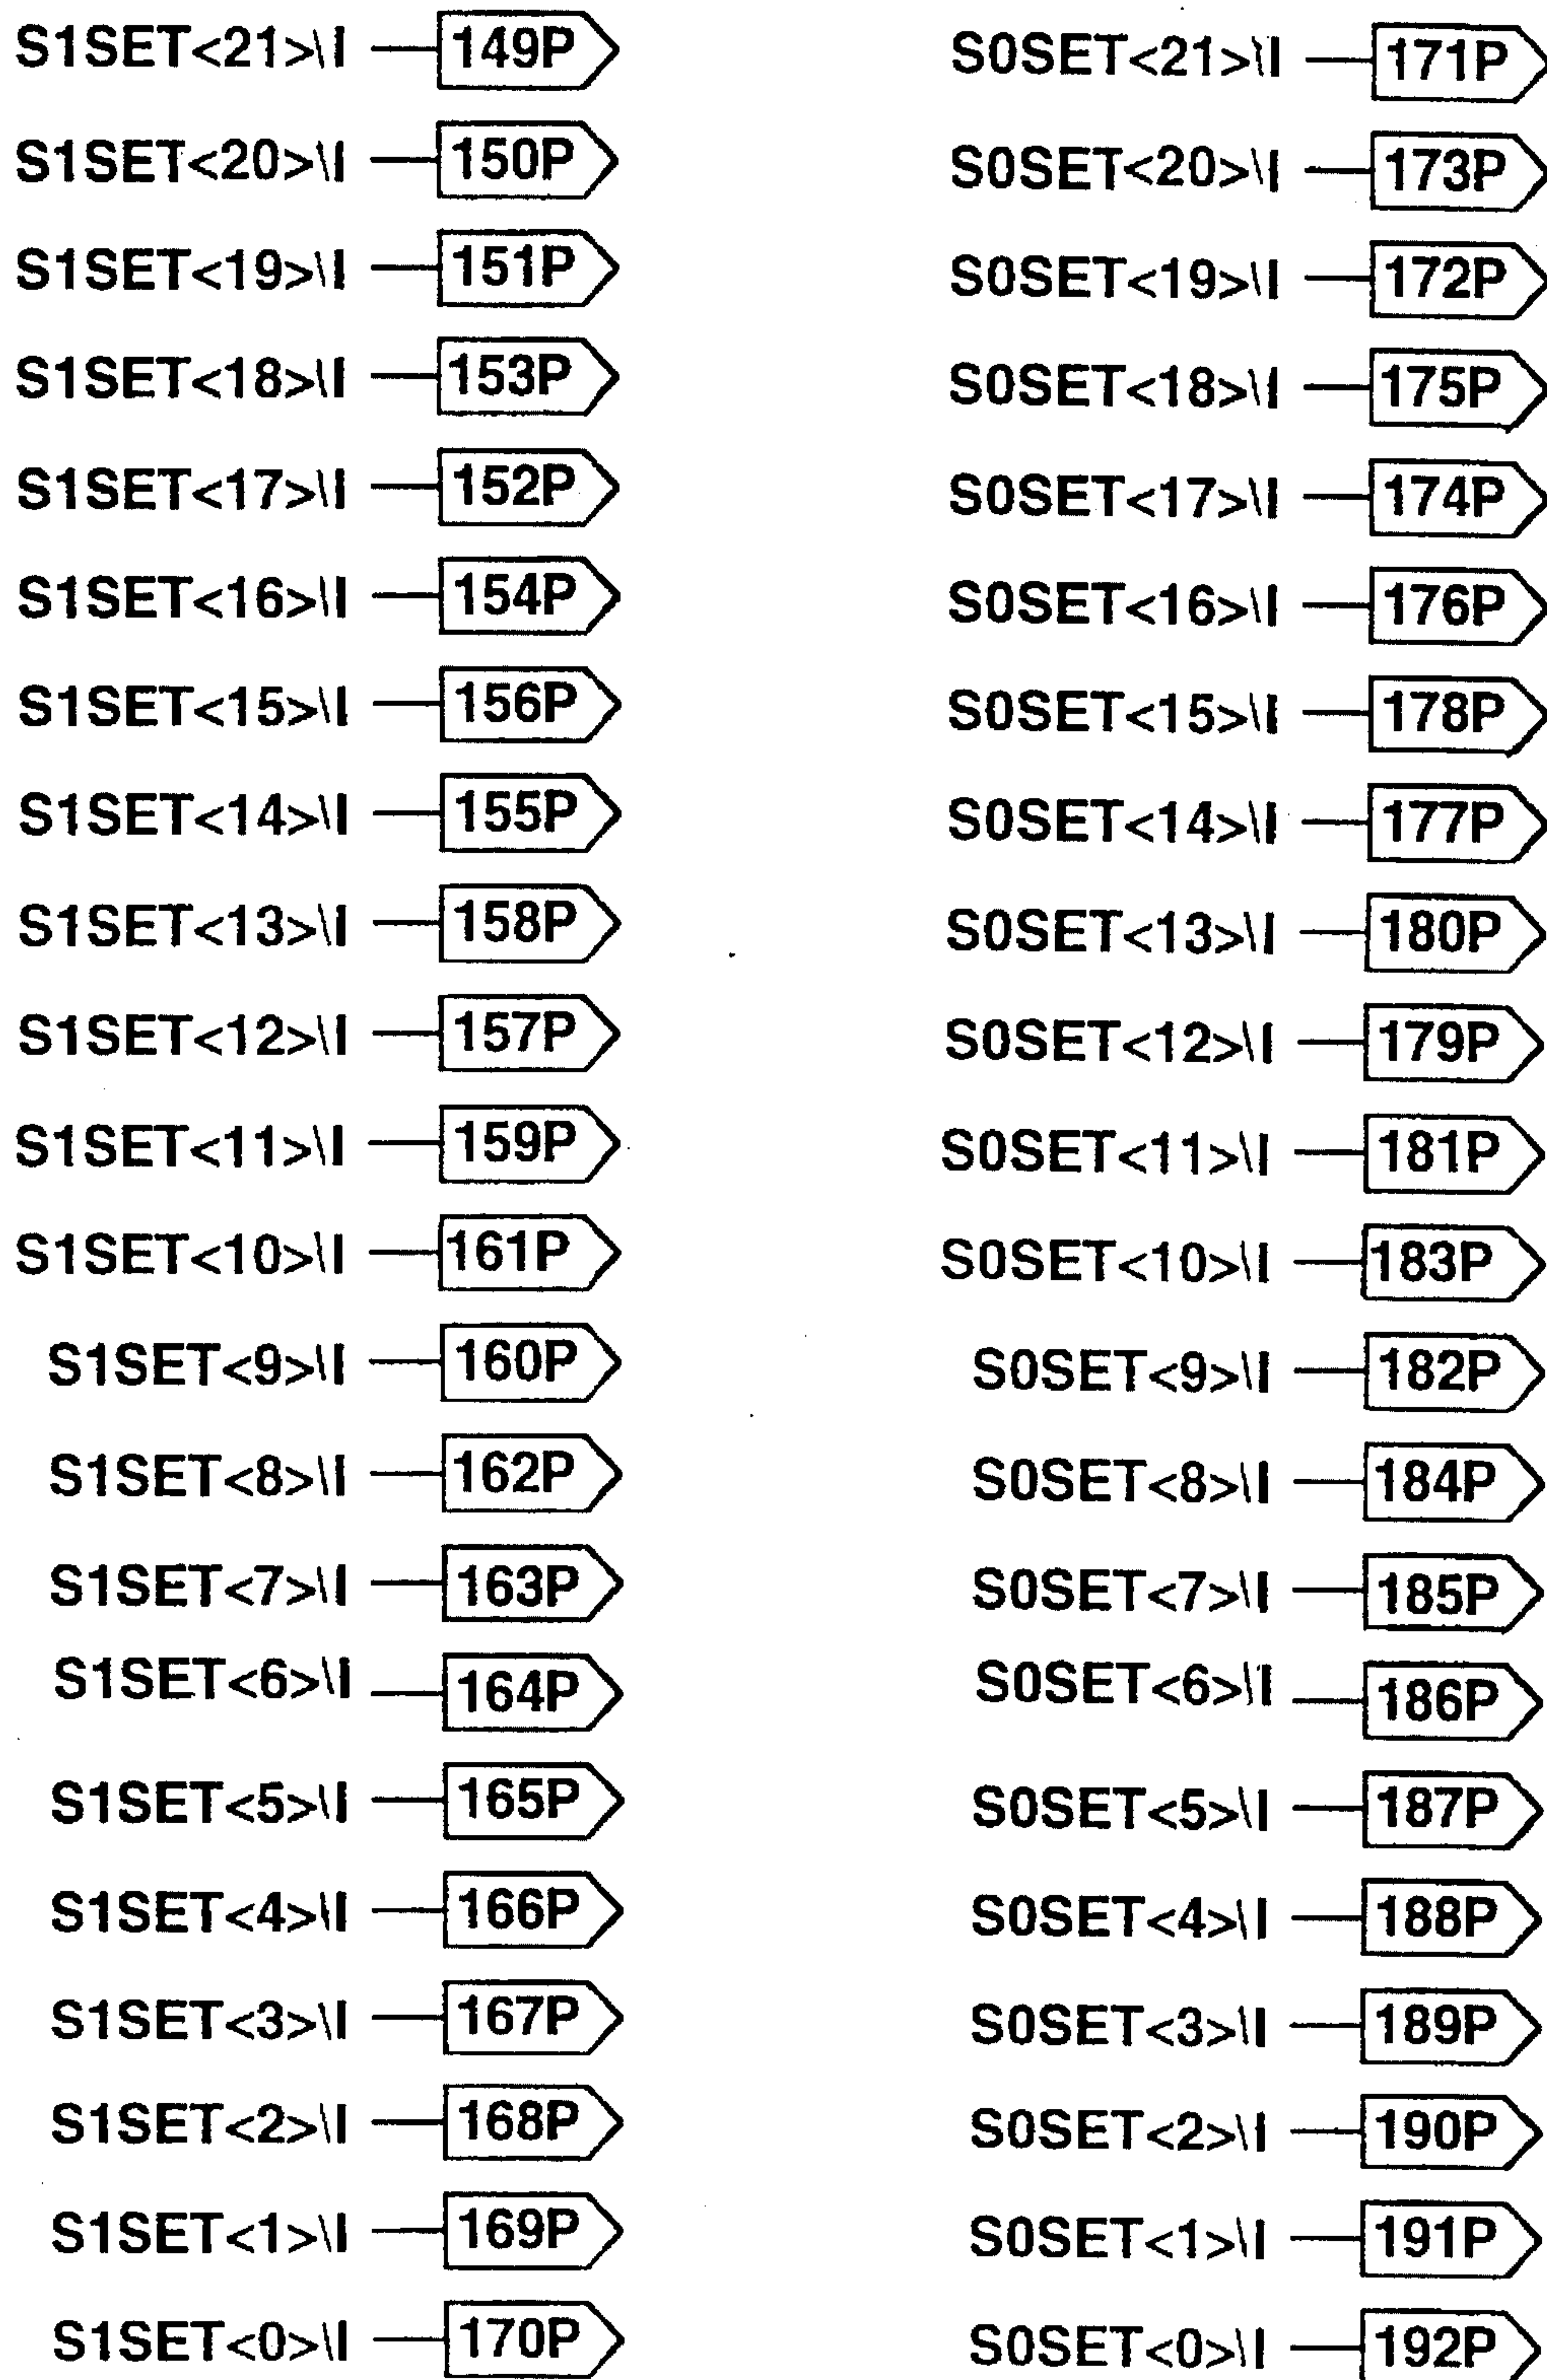 S1SET<21>\I 149P
S1SET<20>\I 150P
S1SET<19>\I 151P
S1SET<18>\I 153P
S1SET<17>\I 152P
S1SET<16>\I 154P
S1SET<15>\I 156P
S1SET<14>\I 155P
S1SET<13>\I 158P
S1SET<12>\I 157P
S1SET<11>\I 159P
S1SET<10>\I 161P
S1SET<9>\I 160P
S1SET<8>\I 162P
S1SET<7>\I 163P
S1SET<6>\I 164P
S1SET<5>\I 165P
S1SET<4>\I 166P
S1SET<3>\I 167P
S1SET<2>\I 168P
S1SET<1>\I 169P
S1SET<0>\I 170P
S0SET<21>\I 171P
S0SET<20>\I 173P
S0SET<19>\I 172P
S0SET<18>\I 175P
S0SET<17>\I 174P
S0SET<16>\I 176P
S0SET<15>\I 178P
S0SET<14>\I 177P
S0SET<13>\I 180P
S0SET<12>\I 179P
S0SET<11>\I 181P
S0SET<10>\I 183P
S0SET<9>\I 182P
S0SET<8>\I 184P
S0SET<7>\I 185P
S0SET<6>\I 186P
S0SET<5>\I 187P
S0SET<4>\I 188P
S0SET<3>\I 189P
S0SET<2>\I 190P
S0SET<1>\I 191P
S0SET<0>\I 192P